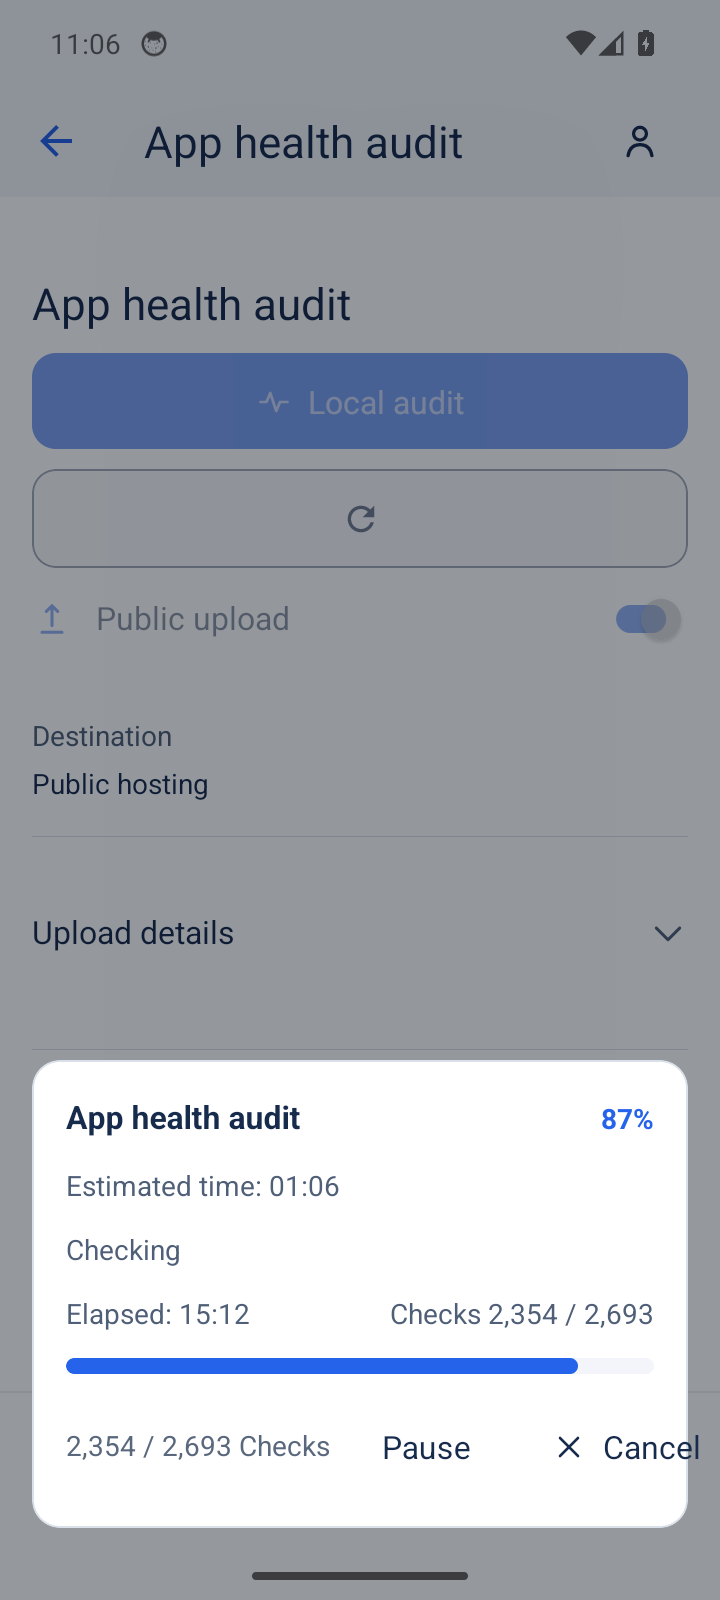 11:06
App health audit
App health audit
Local audit
Public upload
Destination
Public hosting
Upload details
App health audit 87%
Estimated time: 01:06
Checking
Elapsed: 15:12 Checks 2,354 / 2,693
2,354 / 2,693 Checks Pause Cancel